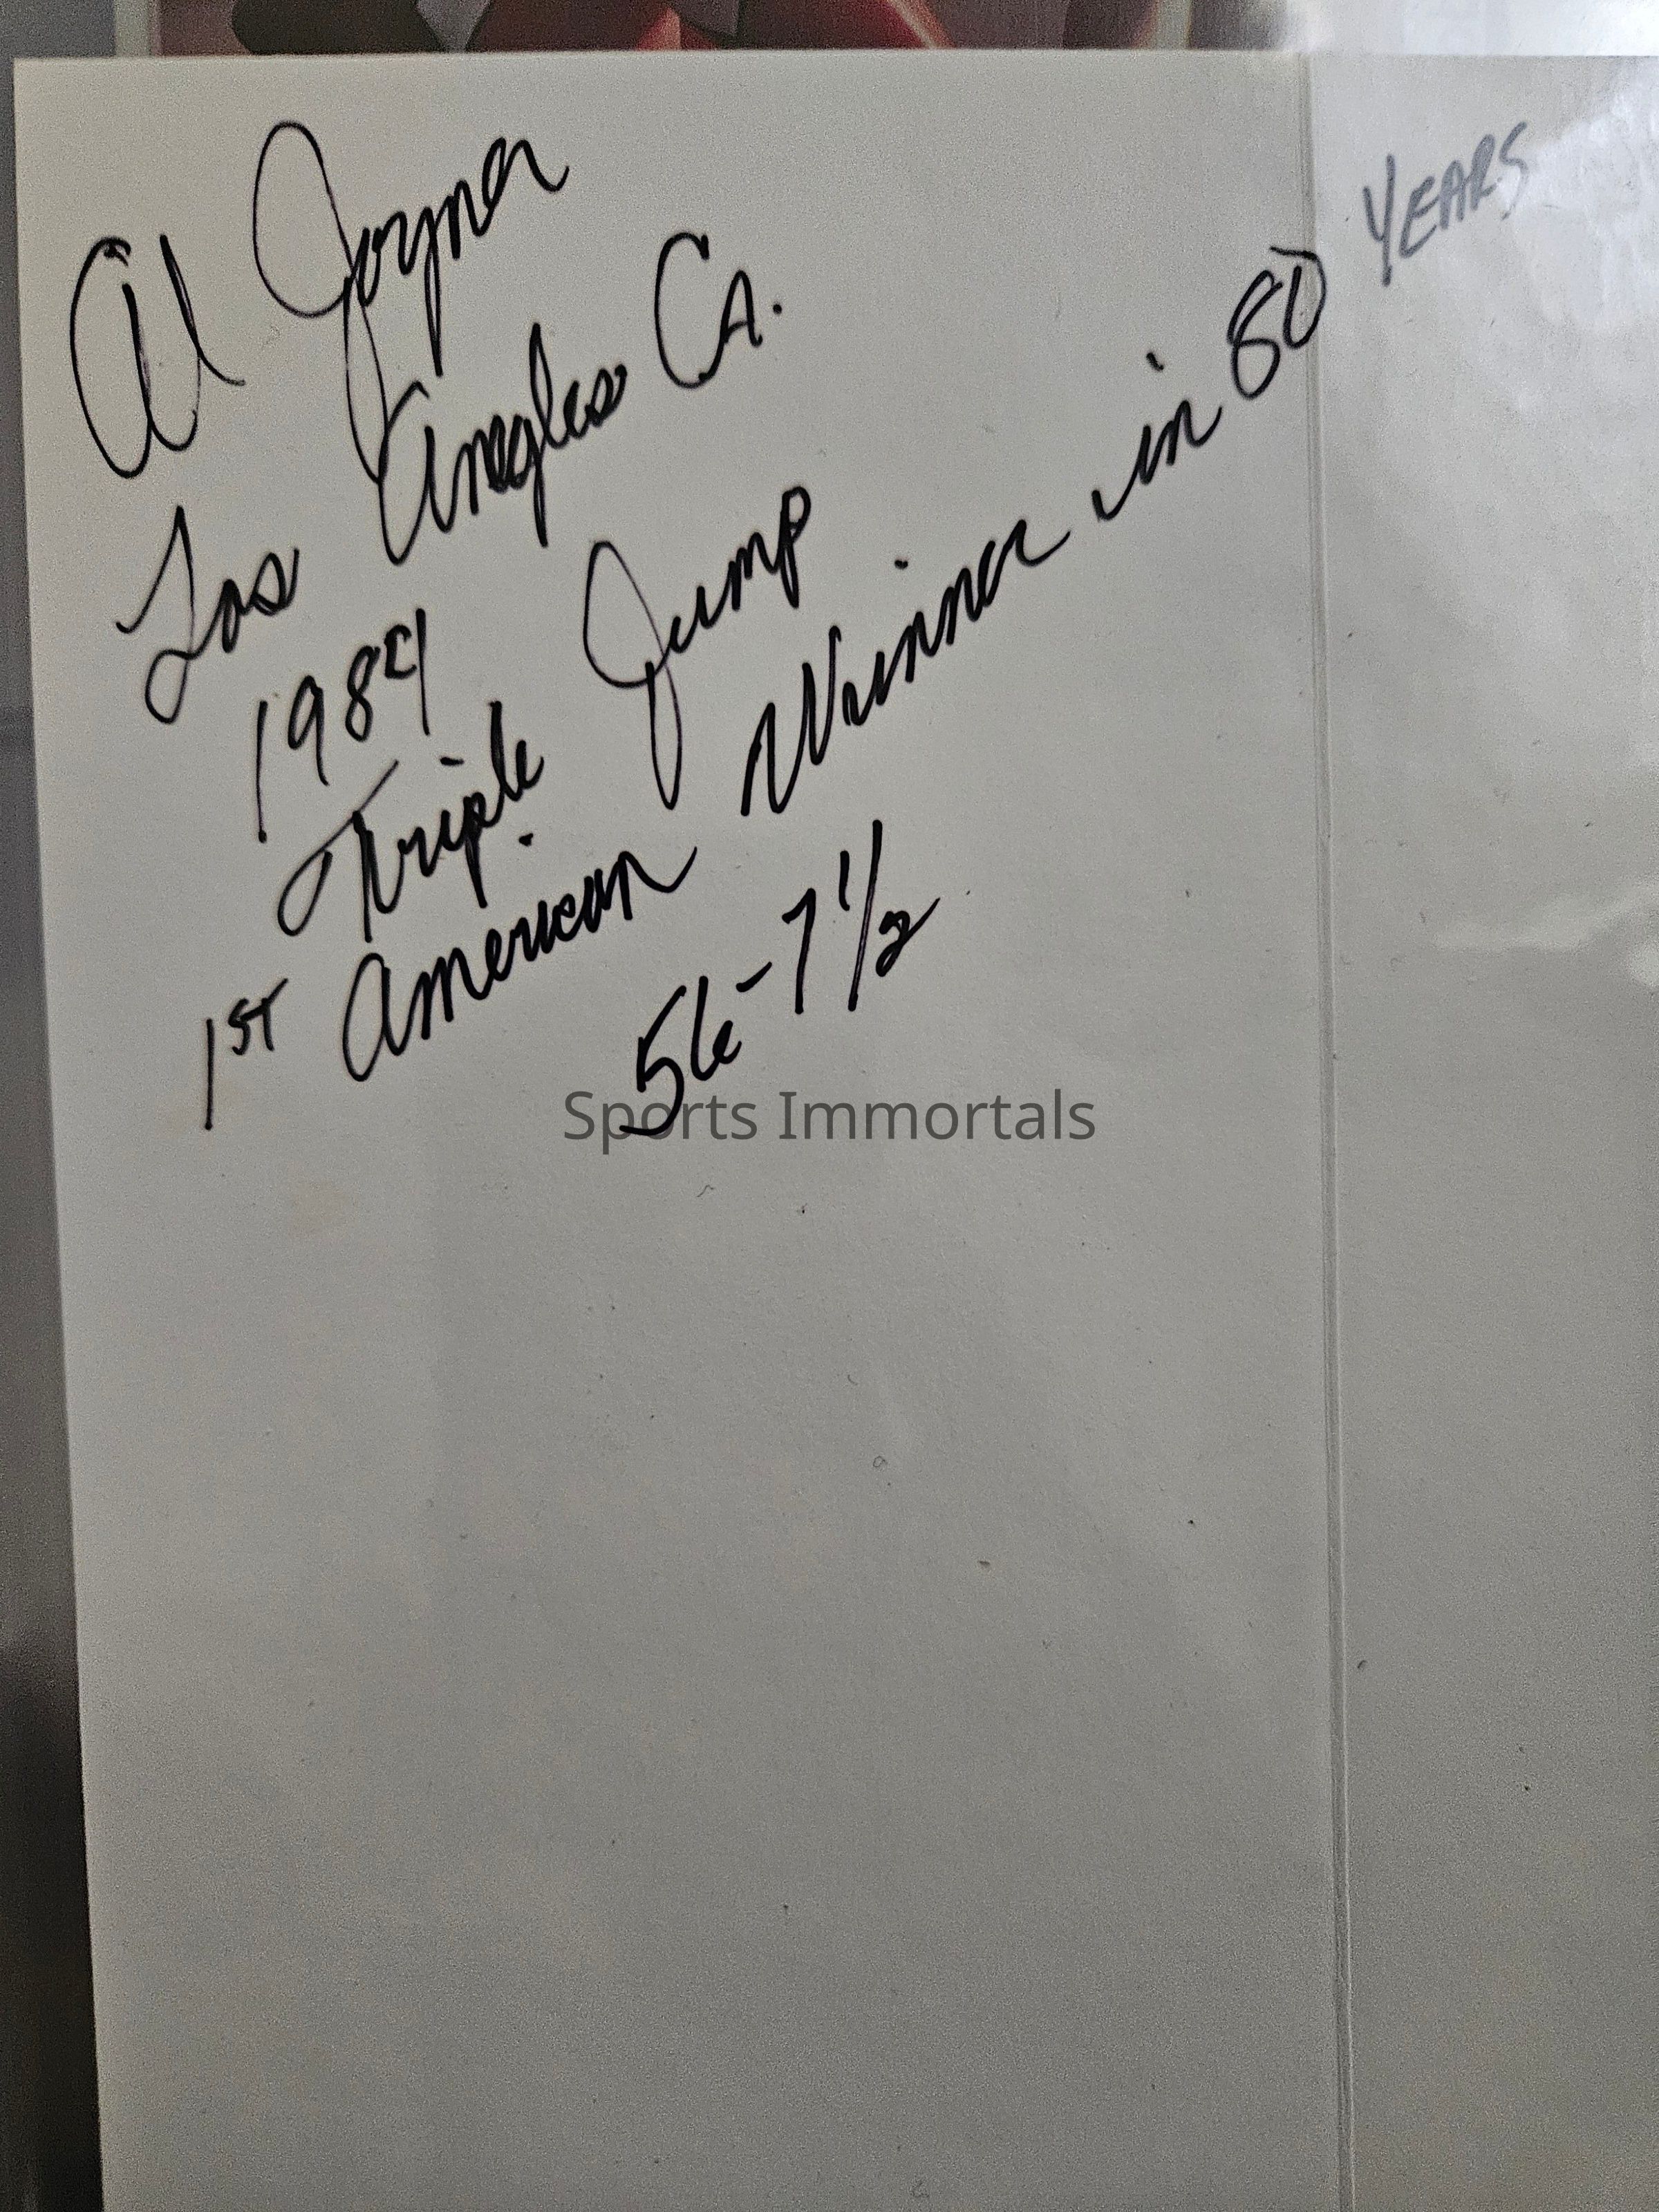 Al Joyner
Los Anegles CA.
1984
Triple Jump
1ST American Winner in 80 YEARS
56-7 1/2
Sports Immortals